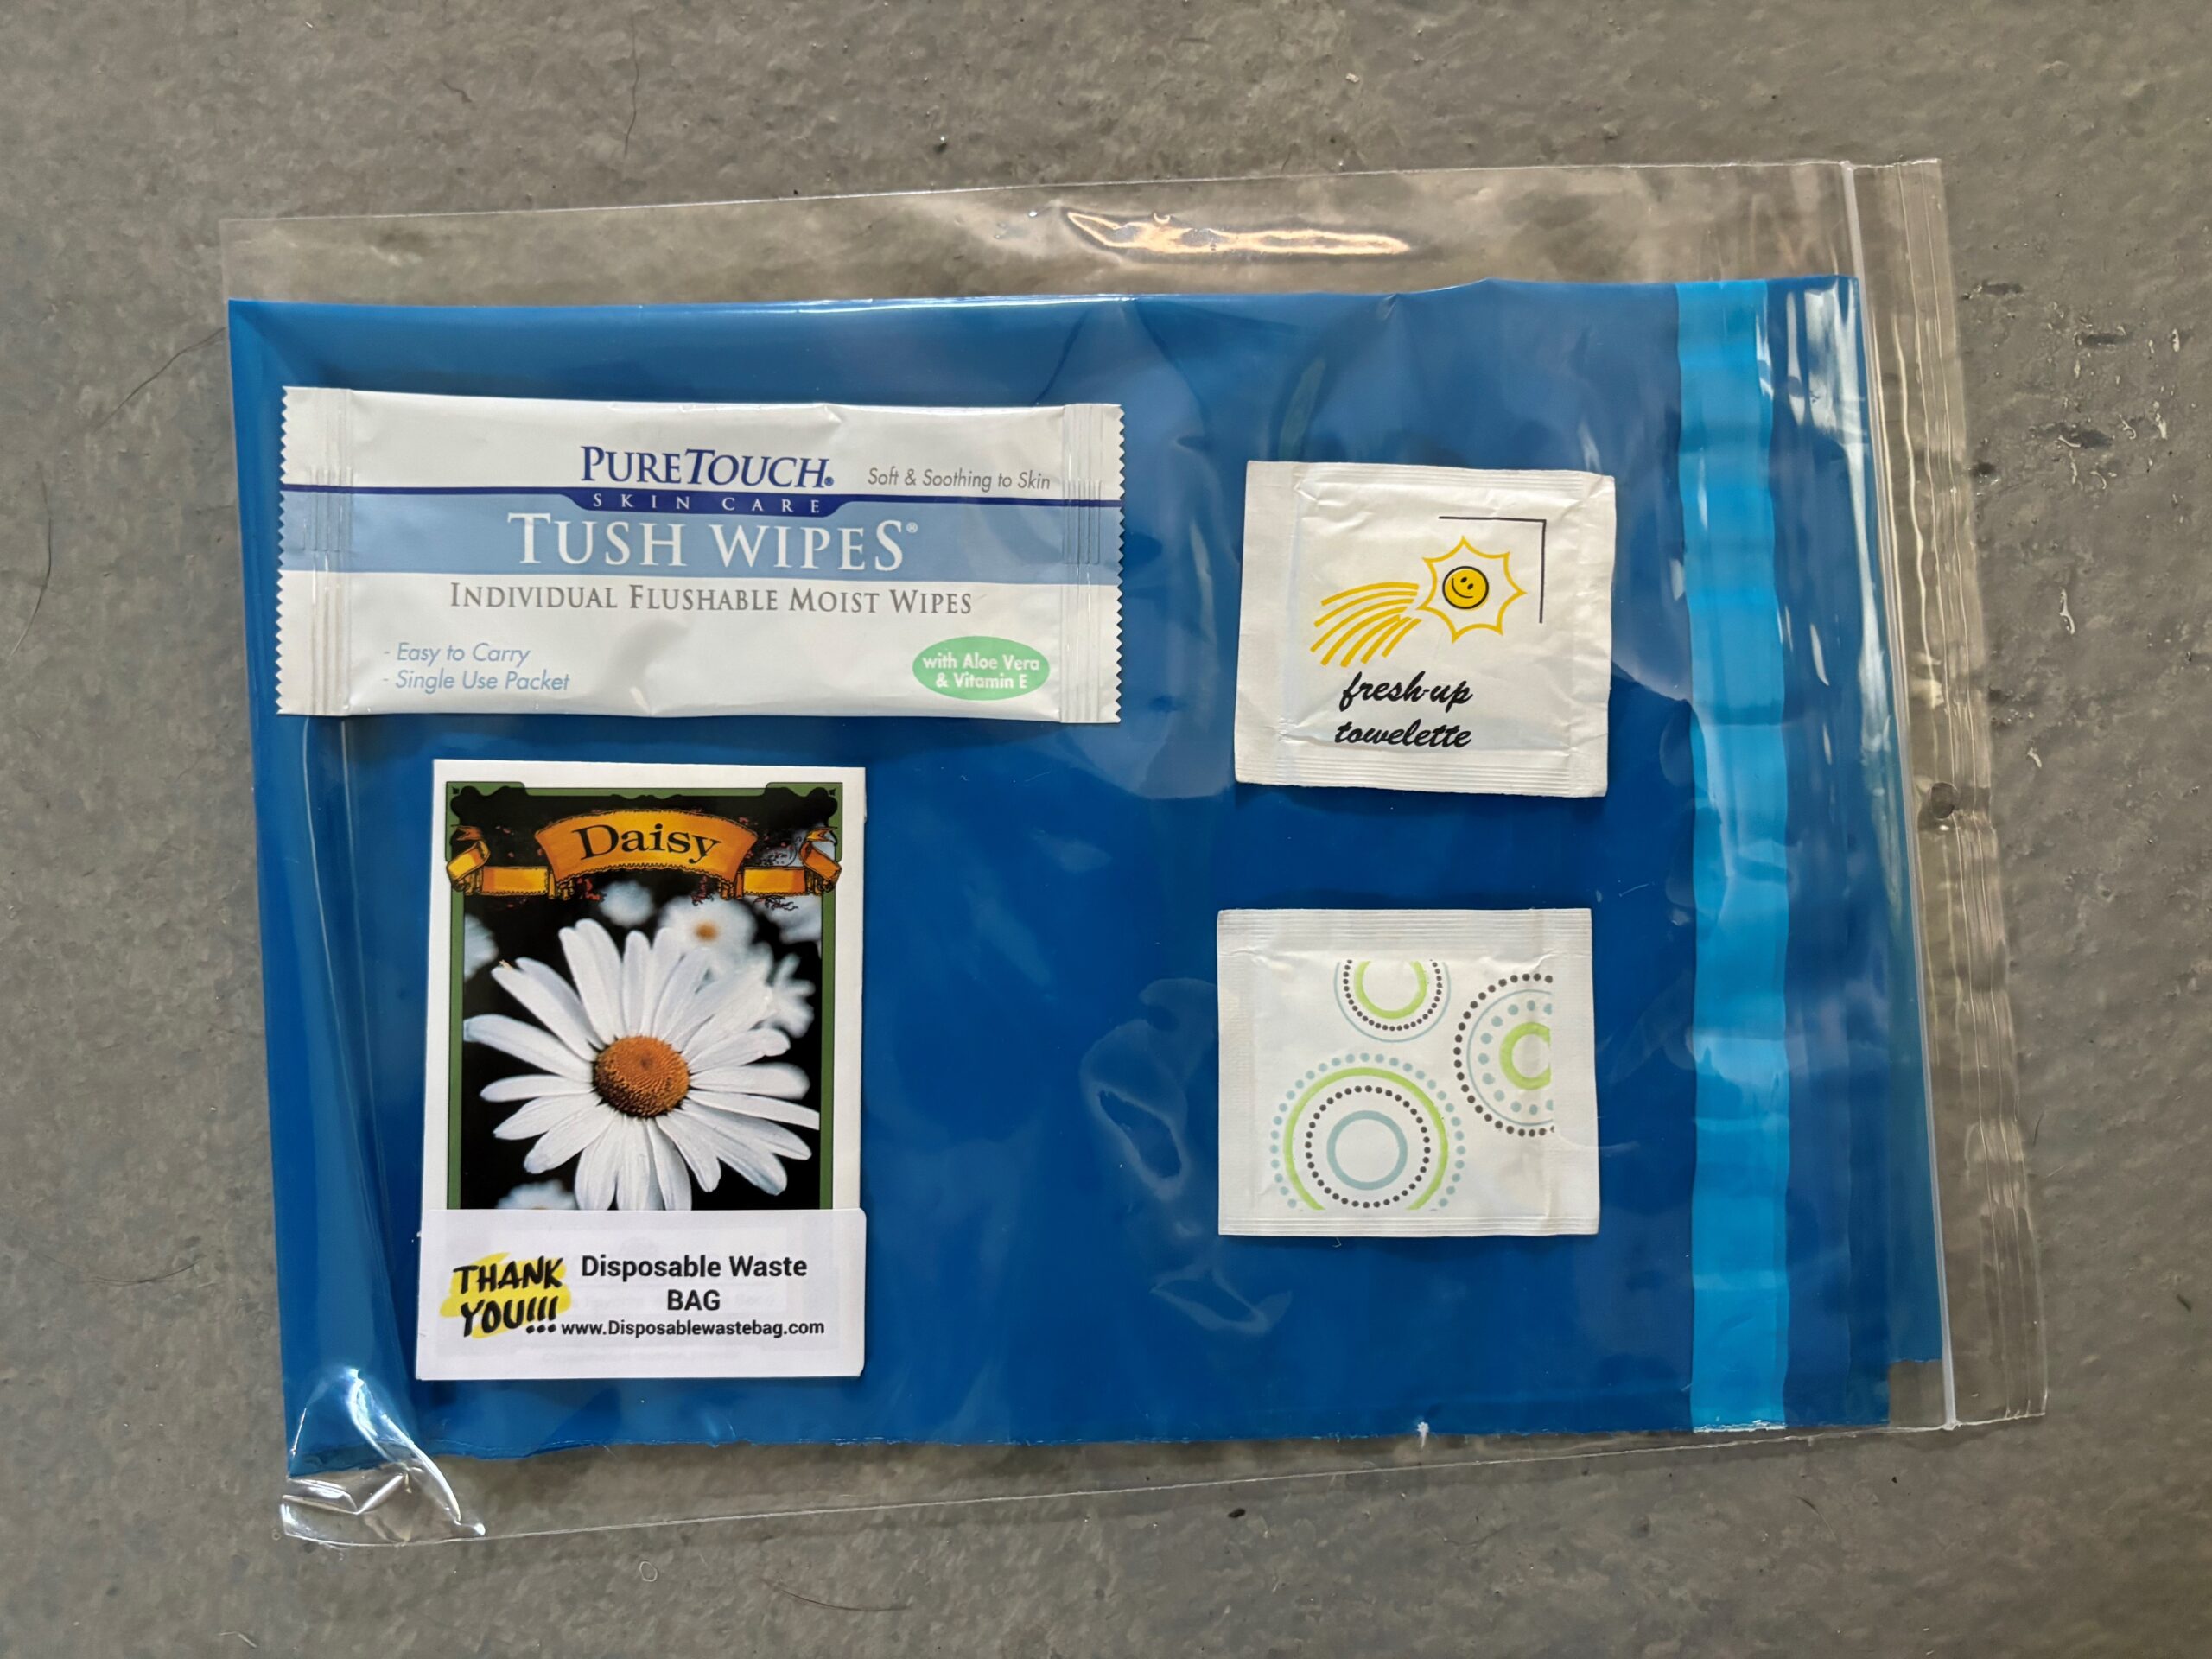 PURETOUCH®
Soft & Soothing to Skin
SKIN CARE
TUSH WIPES®
INDIVIDUAL FLUSHABLE MOIST WIPES
- Easy to Carry
- Single Use Packet
with Aloe Vera
& Vitamin E
fresh-up
towelette
Daisy
THANK
YOU!!!
Disposable Waste
BAG
www.Disposablewastebag.com